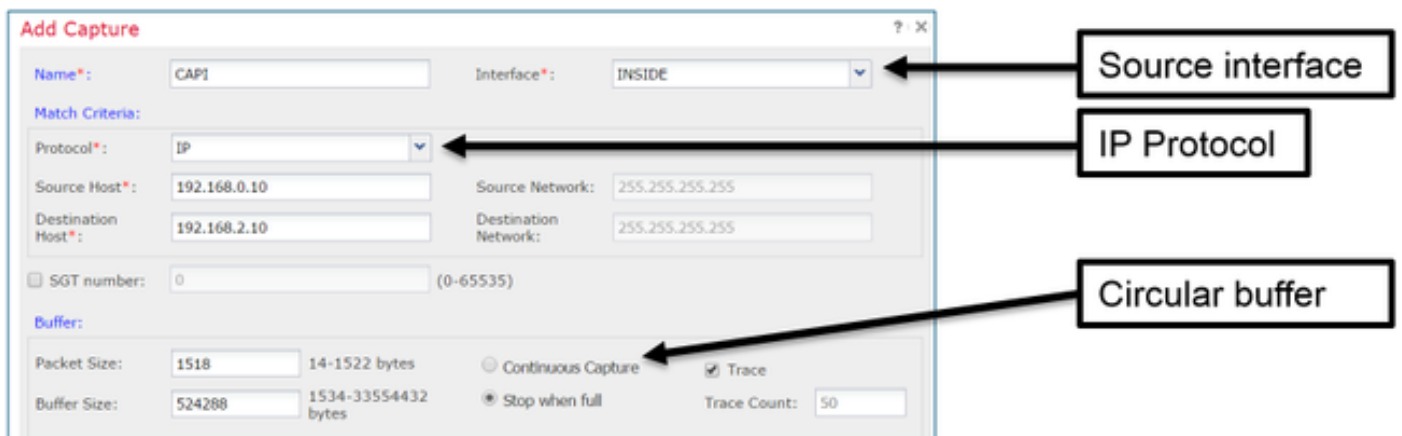 Add Capture ? X
Name*: CAPI Interface*: INSIDE Source interface
Match Criteria:
Protocol*: IP IP Protocol
Source Host*: 192.168.0.10 Source Network: 255.255.255.255
Destination Host*: 192.168.2.10 Destination Network: 255.255.255.255
SGT number: 0 (0-65535)
Circular buffer
Buffer:
Packet Size: 1518 14-1522 bytes Continuous Capture Trace
Buffer Size: 524288 1534-33554432 bytes Stop when full Trace Count: 50